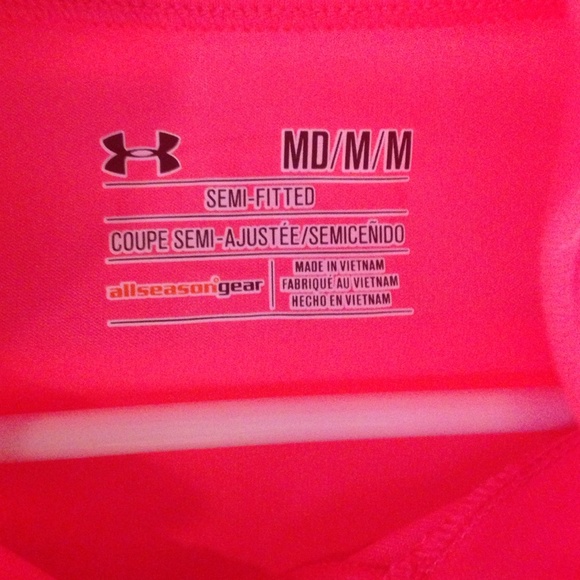 MD/M/M
SEMI-FITTED
COUPE SEMI-AJUSTÉE/SEMICEÑIDO
allseasongear
MADE IN VIETNAM
FABRIQUÉ AU VIETNAM
HECHO EN VIETNAM